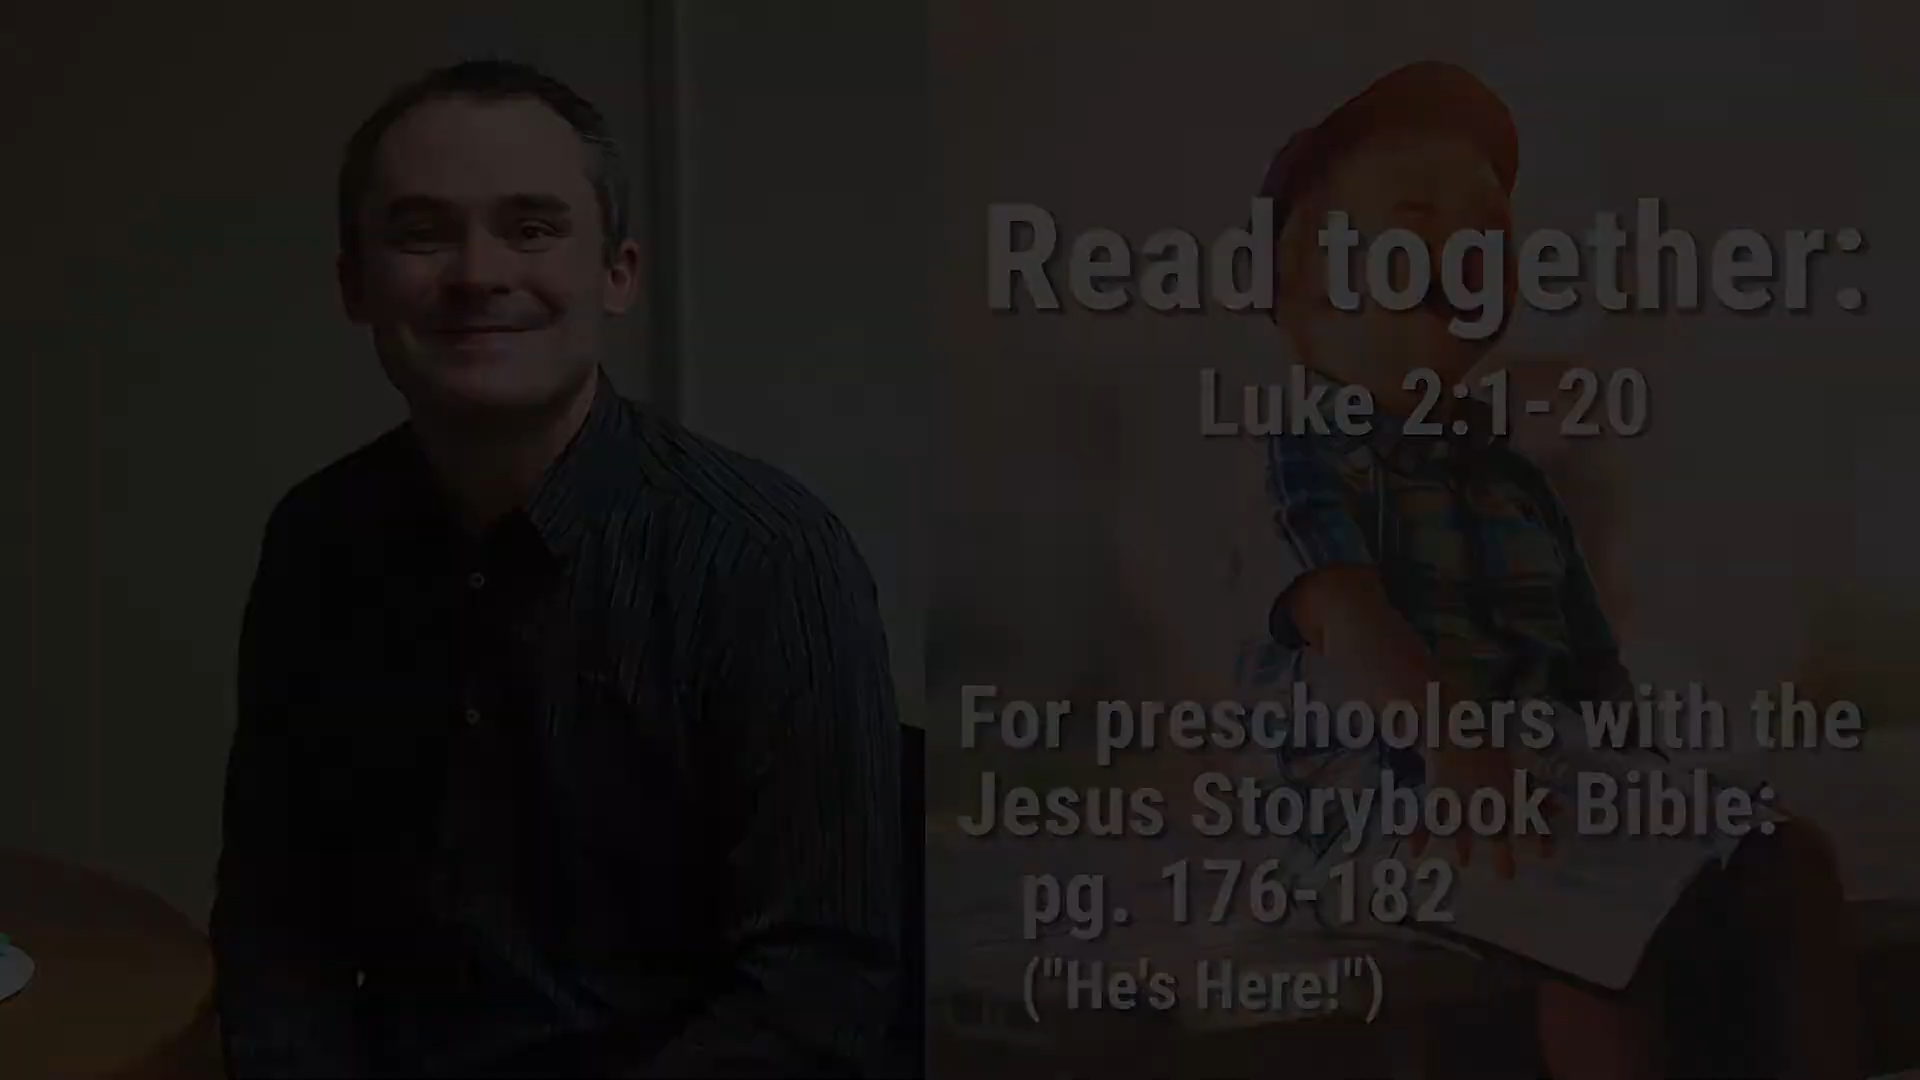 Read together:
Luke 2:1-20
For preschoolers with the
Jesus Storybook Bible:
pg. 176-182
("He's Here!")